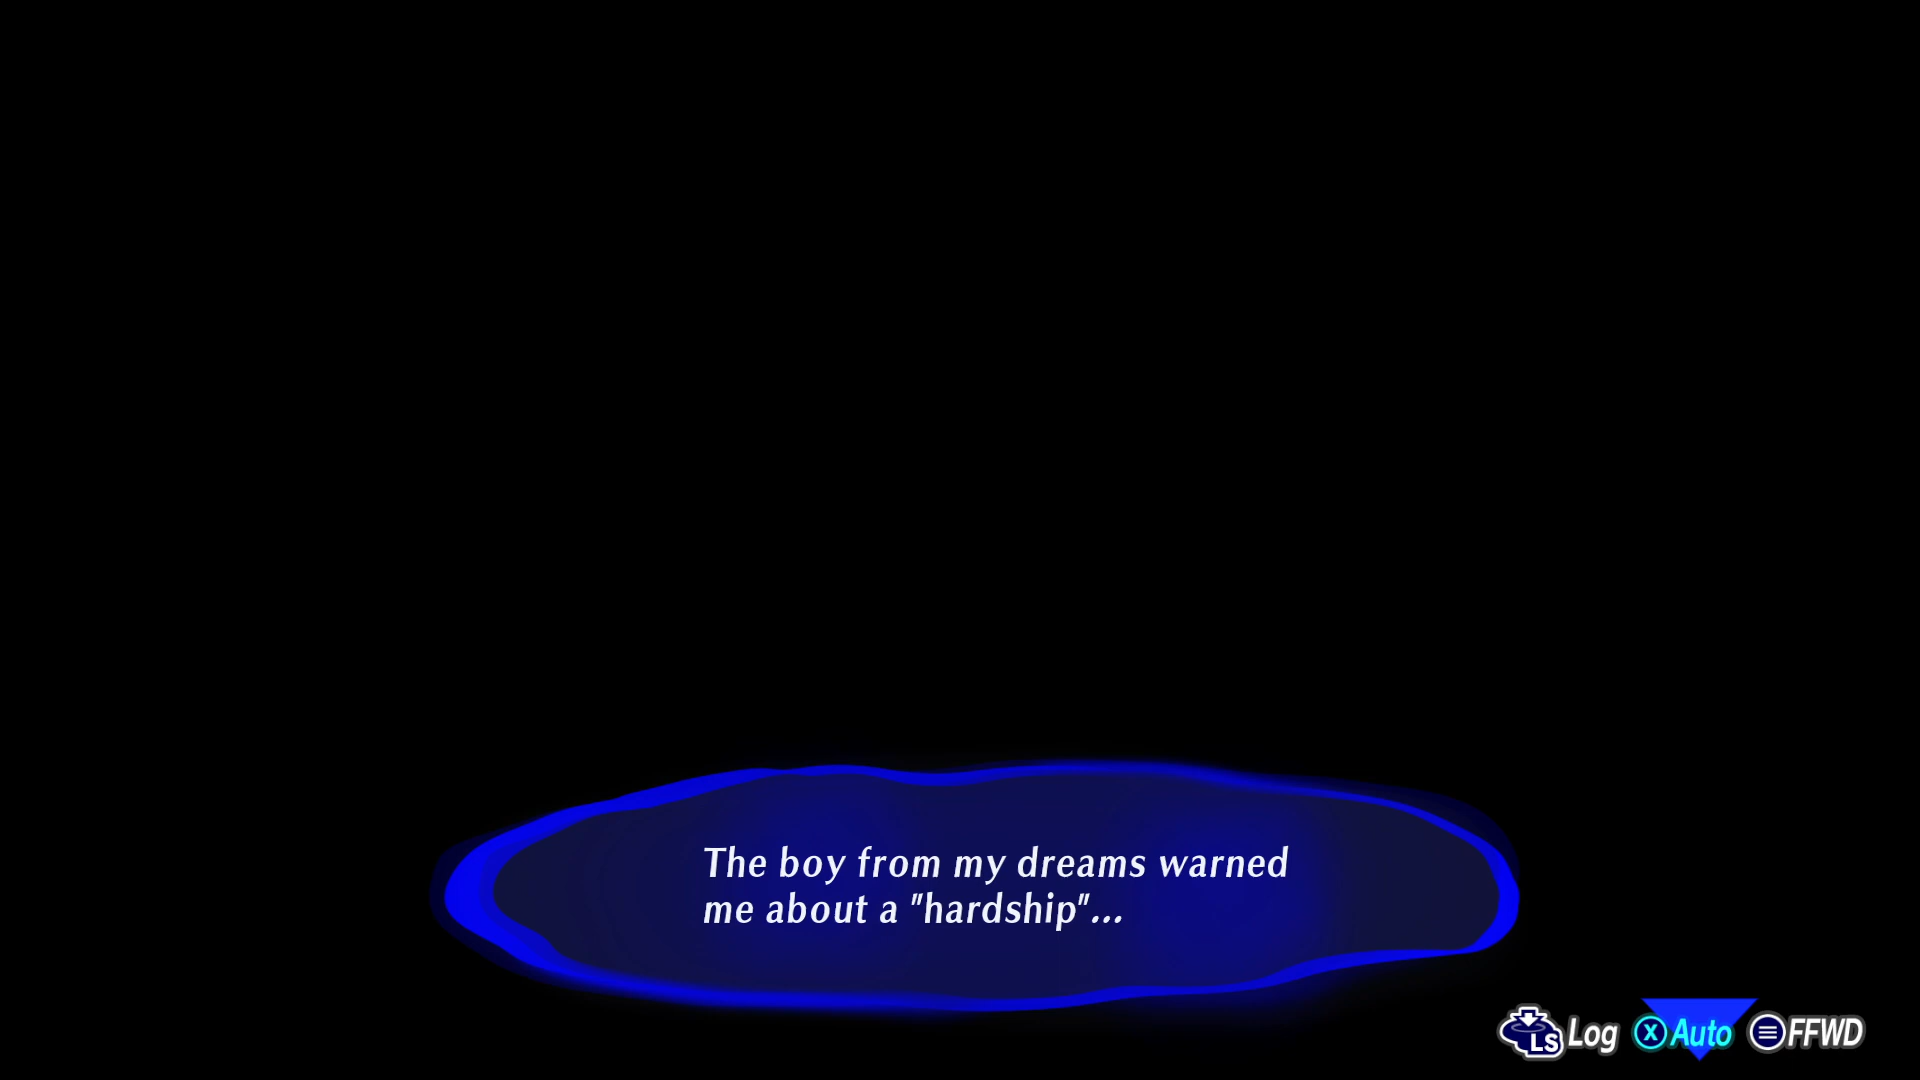 The boy from my dreams warned
me about a "hardship"...
LS Log X Auto FFWD